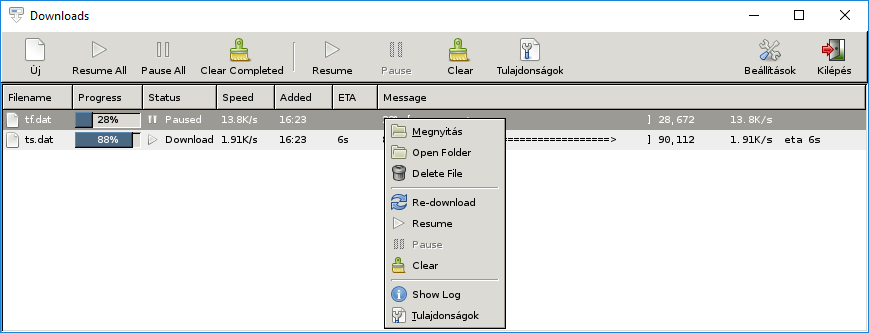 Downloads
Új Resume All Pause All Clear Completed Resume Pause Clear Tulajdonságok Beállítások Kilépés
Filename Progress Status Speed Added ETA Message
tf.dat 28% Paused 13.8K/s 16:23 ] 28,672 13.8K/s
ts.dat 88% Download 1.91K/s 16:23 6s ==================> ] 90,112 1.91K/s eta 6s
Megnyitás
Open Folder
Delete File
Re-download
Resume
Pause
Clear
Show Log
Tulajdonságok